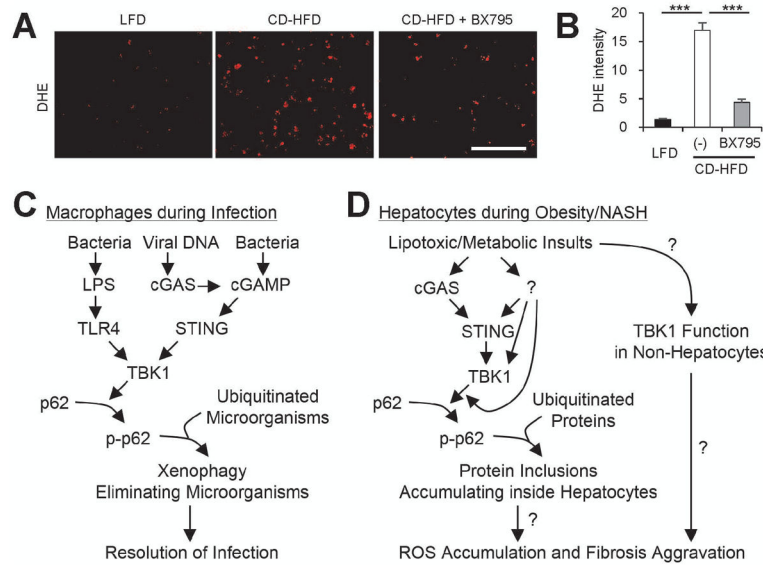 A
LFD
CD-HFD
CD-HFD + BX795
DHE
B
DHE intensity
20
15
10
5
0
***
***
LFD
(-)
BX795
CD-HFD
C
Macrophages during Infection
Bacteria Viral DNA Bacteria
LPS cGAS cGAMP
TLR4 STING
TBK1
p62
Ubiquitinated
Microorganisms
p-p62
Xenophagy
Eliminating Microorganisms
Resolution of Infection
D
Hepatocytes during Obesity/NASH
Lipotoxic/Metabolic Insults
?
cGAS ?
STING
TBK1
TBK1 Function
in Non-Hepatocytes
p62
Ubiquitinated
Proteins
p-p62
?
Protein Inclusions
Accumulating inside Hepatocytes
?
ROS Accumulation and Fibrosis Aggravation